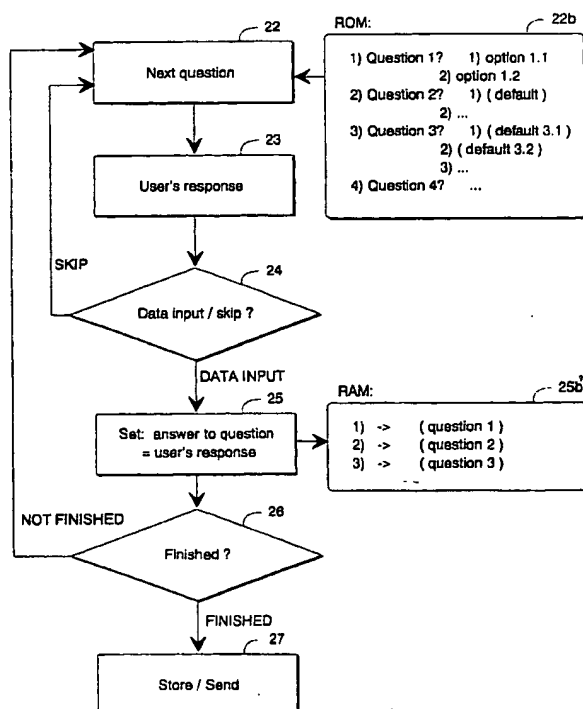 22
Next question
ROM:
22b
1) Question 1? 1) option 1.1
2) option 1.2
2) Question 2? 1) ( default )
2) ...
3) Question 3? 1) ( default 3.1 )
2) ( default 3.2 )
3) ...
4) Question 4? ...
23
User's response
SKIP
24
Data input / skip ?
DATA INPUT
25
Set: answer to question
= user's response
RAM:
25b'
1) -> ( question 1 )
2) -> ( question 2 )
3) -> ( question 3 )
NOT FINISHED
26
Finished ?
FINISHED
27
Store / Send